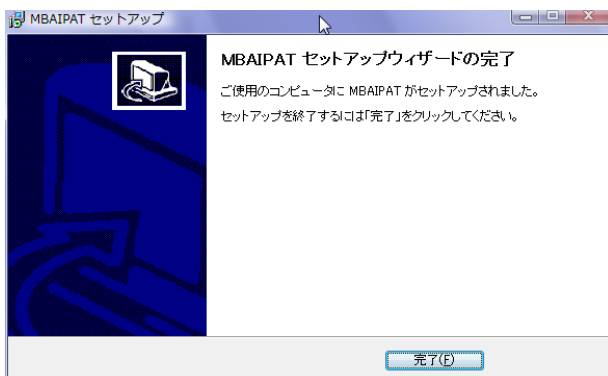 MBAIPAT セットアップ
MBAIPAT セットアップウィザードの完了
ご使用のコンピュータに MBAIPAT がセットアップされました。
セットアップを終了するには「完了」をクリックしてください。
完了(F)